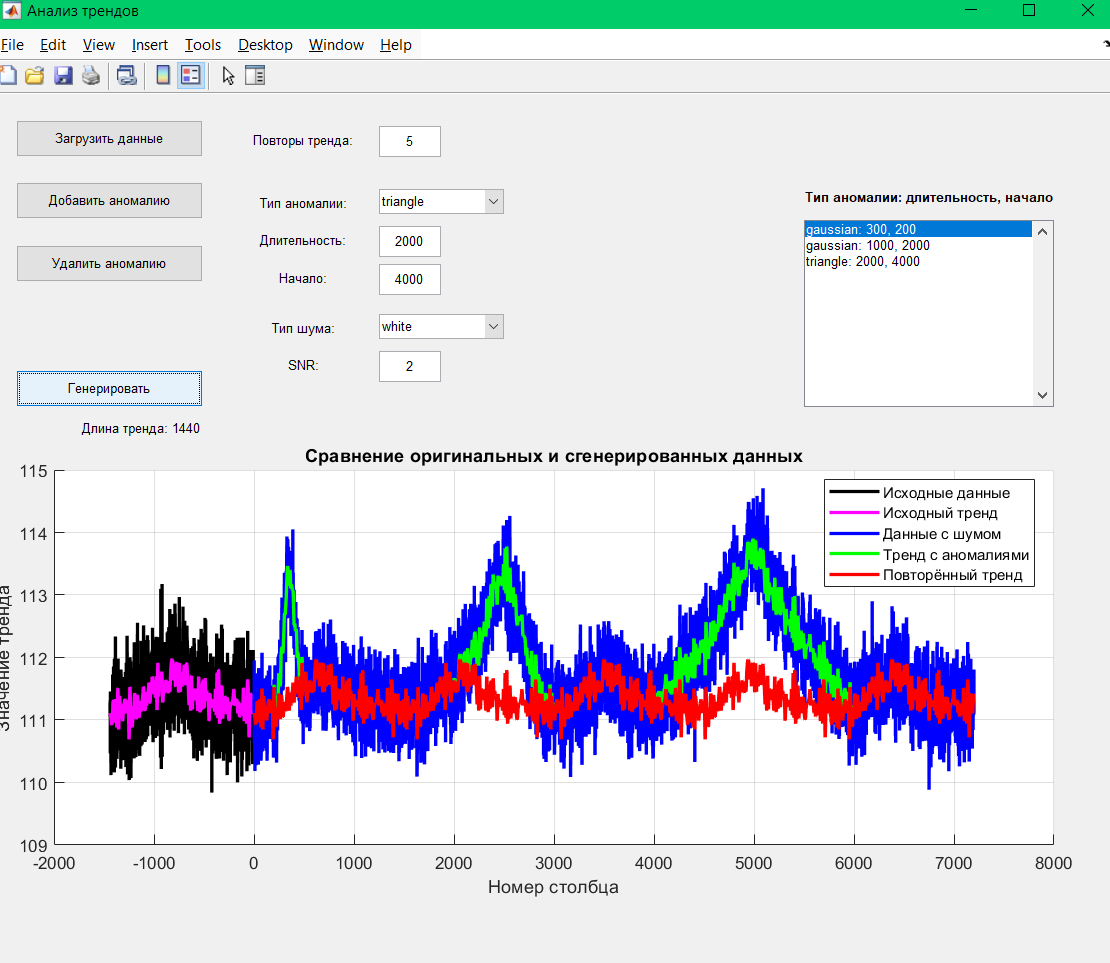 Анализ трендов
File Edit View Insert Tools Desktop Window Help
Загрузить данные
Повторы тренда: 5
Добавить аномалию
Тип аномалии: triangle
Тип аномалии: длительность, начало
Удалить аномалию
Длительность: 2000
Начало: 4000
gaussian: 300, 200
gaussian: 1000, 2000
triangle: 2000, 4000
Тип шума: white
SNR: 2
Генерировать
Длина тренда: 1440
Сравнение оригинальных и сгенерированных данных
Исходные данные
Исходный тренд
Данные с шумом
Тренд с аномалиями
Повторённый тренд
Значение тренда
115
114
113
112
111
110
109
-2000 -1000 0 1000 2000 3000 4000 5000 6000 7000 8000
Номер столбца